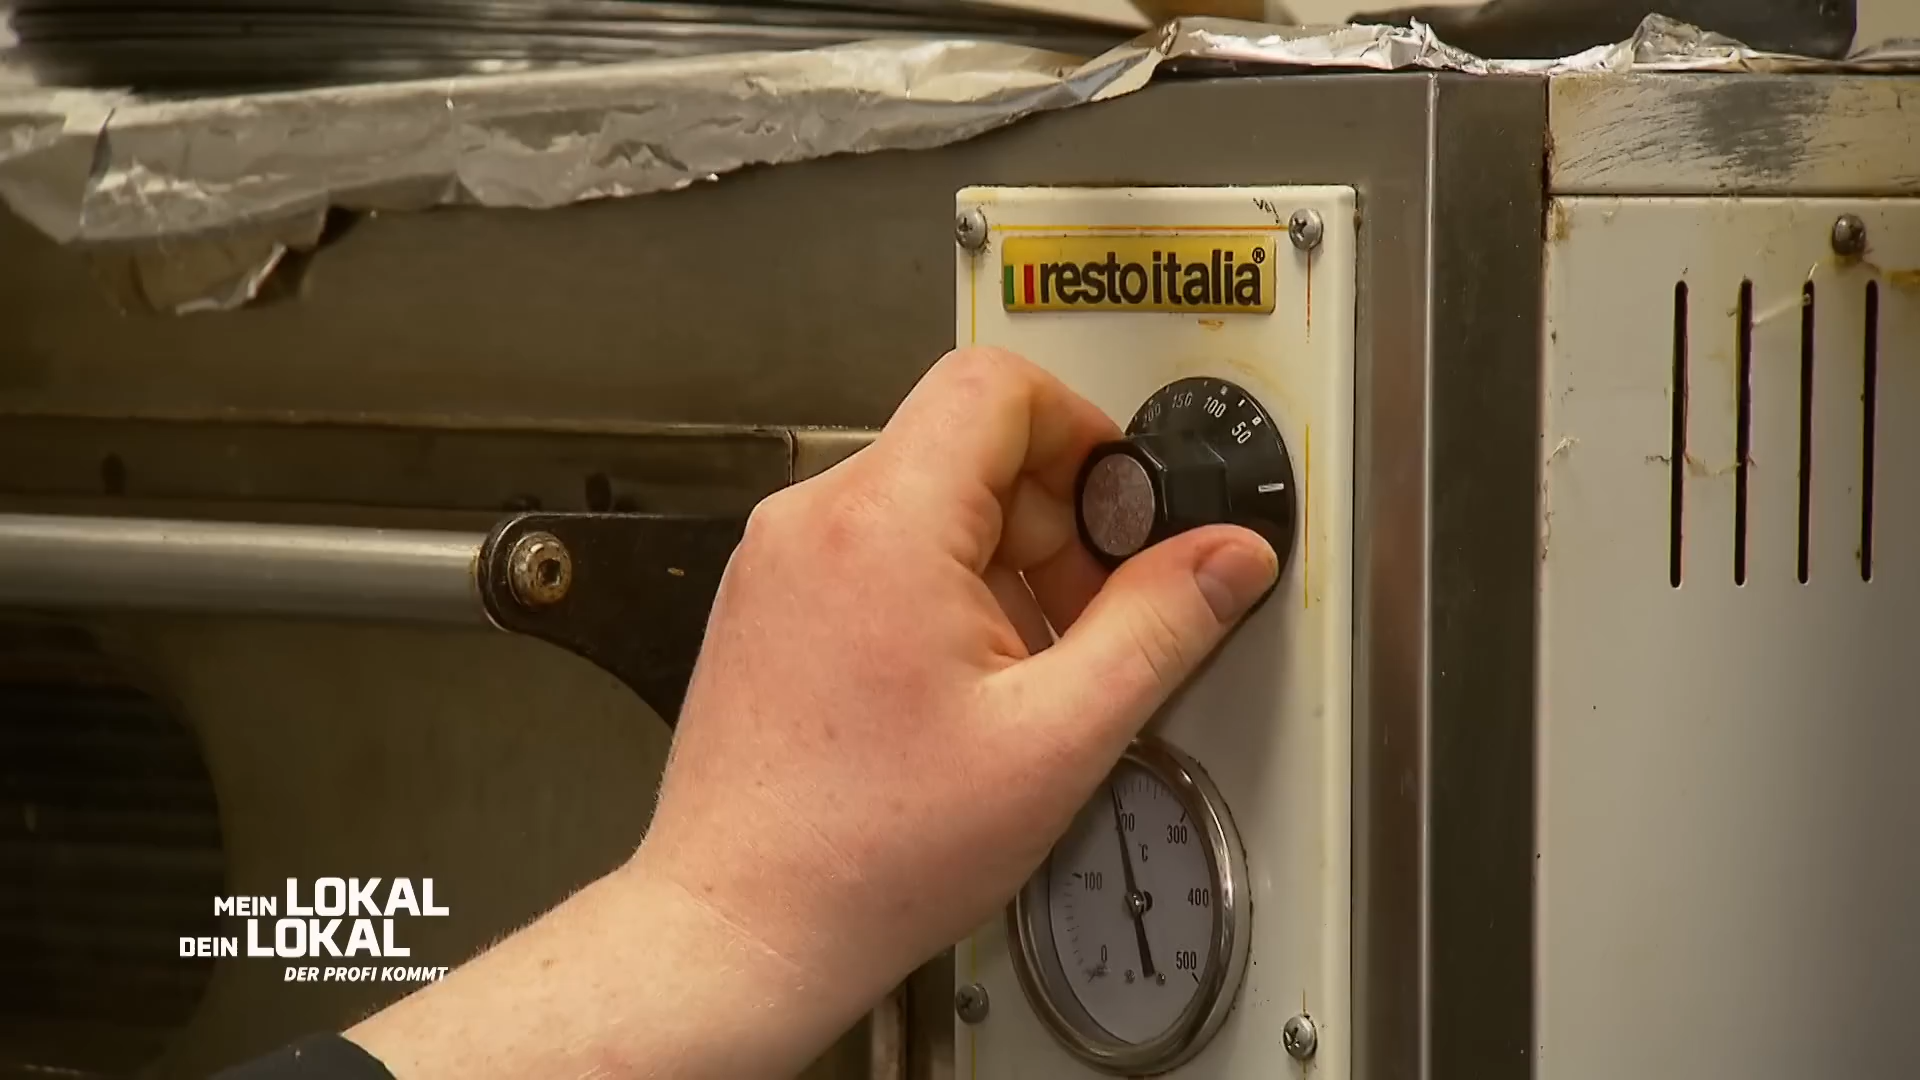 restoitalia®
200 150 100 50
200 300
°C
100 400
0 500
MEIN LOKAL
DEIN LOKAL
DER PROFI KOMMT